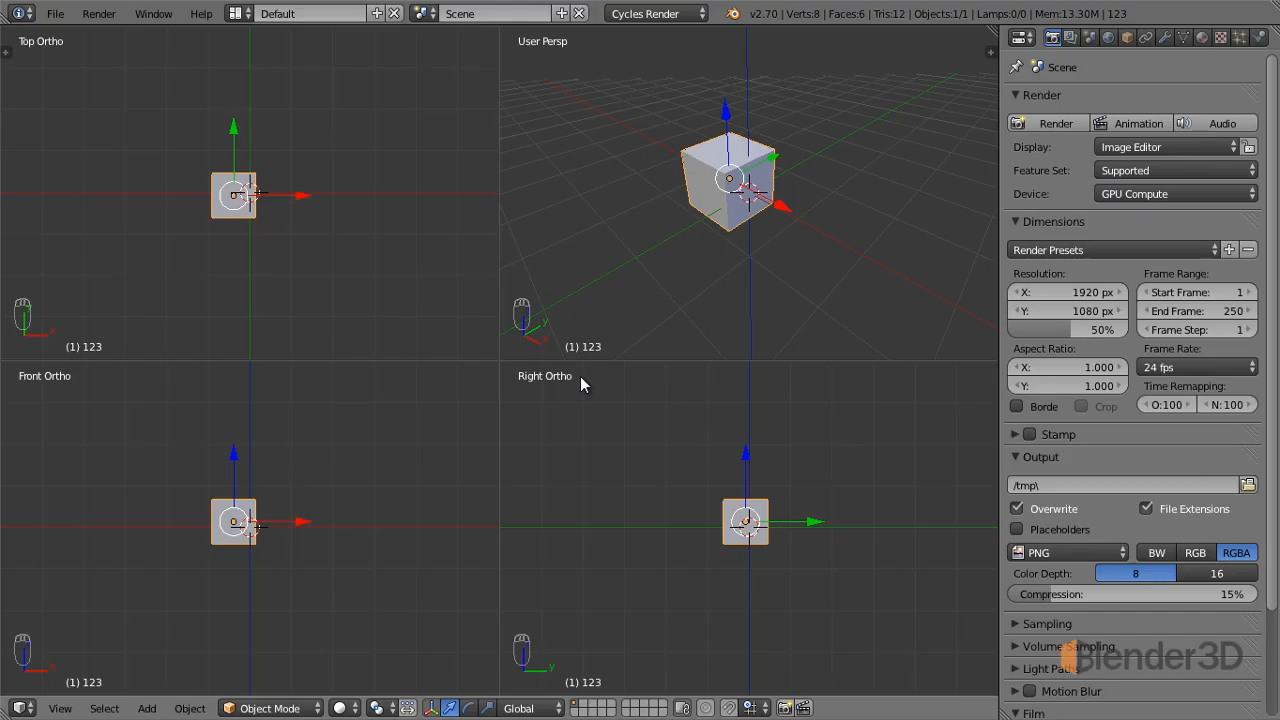 File Render Window Help Default Scene Cycles Render v2.70 | Verts:8 | Faces:6 | Tris:12 | Objects:1/1 | Lamps:0/0 | Mem:13.30M | 123
Top Ortho
(1) 123
User Persp
y
x
(1) 123
Front Ortho
x
(1) 123
Right Ortho
y
(1) 123
View Select Add Object Object Mode Global
Scene
Render
Render Animation Audio
Display: Image Editor
Feature Set: Supported
Device: GPU Compute
Dimensions
Render Presets
Resolution: Frame Range:
X: 1920 px Start Frame: 1
Y: 1080 px End Frame: 250
50% Frame Step: 1
Aspect Ratio: Frame Rate:
X: 1.000 24 fps
Y: 1.000 Time Remapping:
Borde Crop O:100 N:100
Stamp
Output
/tmp\
Overwrite File Extensions
Placeholders
PNG BW RGB RGBA
Color Depth: 8 16
Compression: 15%
Sampling
Volume Sampling
Light Paths
Blender3D
Motion Blur
Film